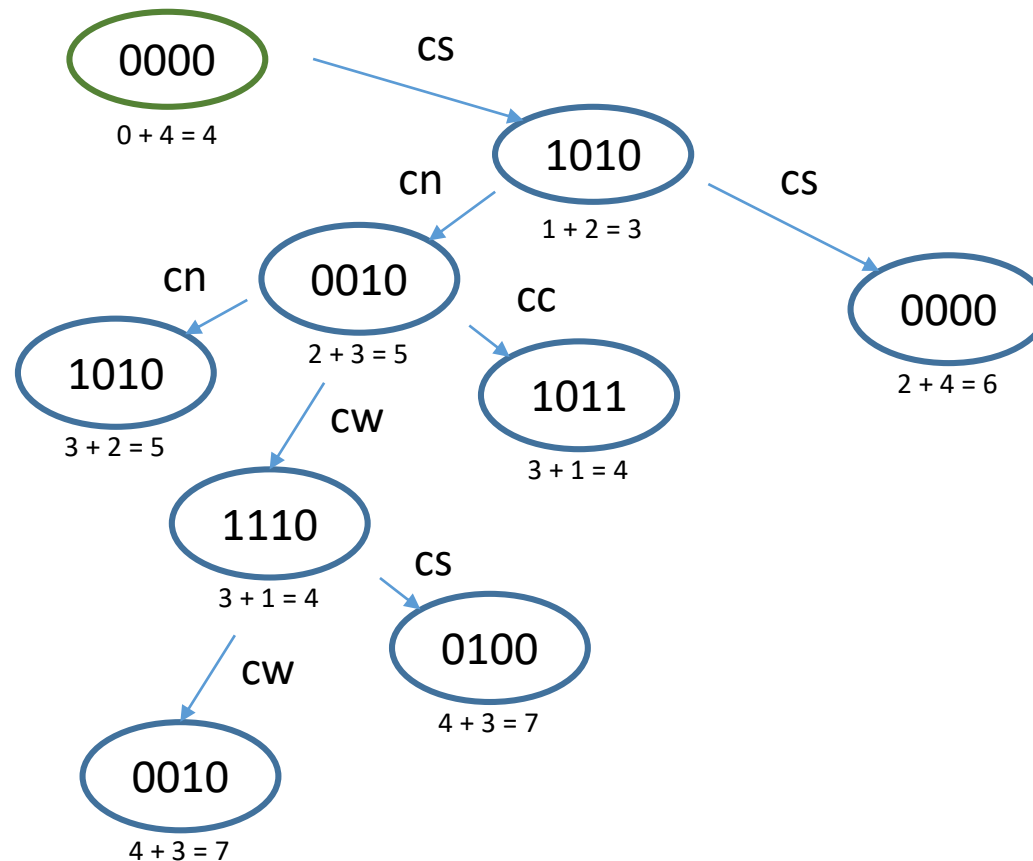 0000
cs
0 + 4 = 4
1010
cn
cs
1 + 2 = 3
0010
cn
cc
0000
2 + 3 = 5
1010
1011
2 + 4 = 6
cw
3 + 2 = 5
3 + 1 = 4
1110
cs
3 + 1 = 4
0100
cw
4 + 3 = 7
0010
4 + 3 = 7